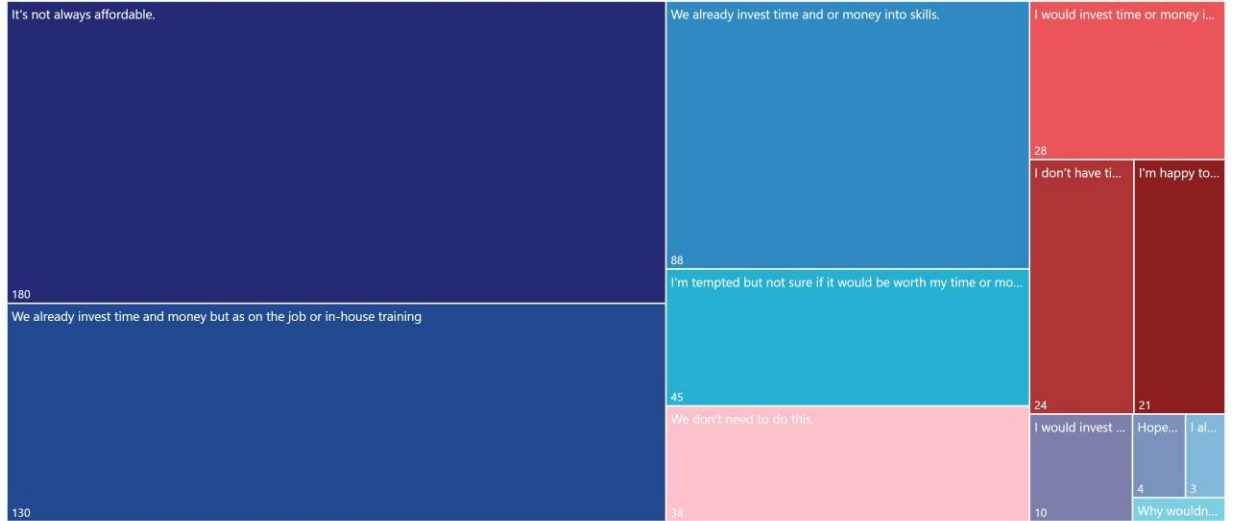 It's not always affordable.
180
We already invest time and money but as on the job or in-house training
130
We already invest time and or money into skills.
88
I'm tempted but not sure if it would be worth my time or mo...
45
We don't need to do this.
38
I would invest time or money i...
28
I don't have ti...
24
I'm happy to...
21
I would invest ...
10
Hope...
4
I al...
3
Why wouldn...